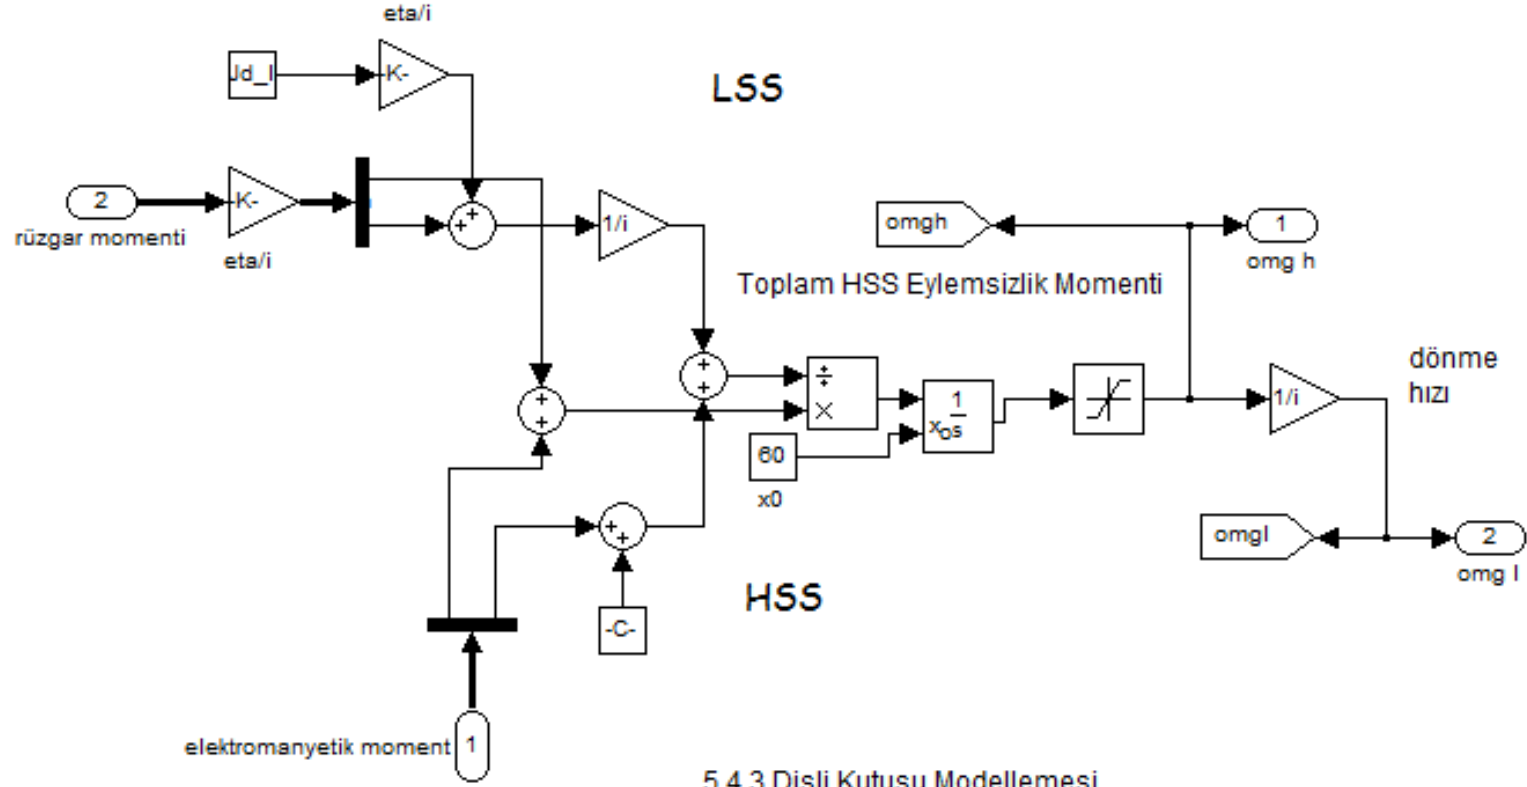 eta/i
Jd_l
-K-
LSS
2
-K-
rüzgar momenti
eta/i
1/i
omgh
1
omg h
Toplam HSS Eylemsizlik Momenti
dönme
hızı
÷
×
1
xo s
1/i
60
x0
omgl
2
omg l
HSS
-C-
elektromanyetik moment
1
5.4.3 Dişli Kutusu Modellemesi